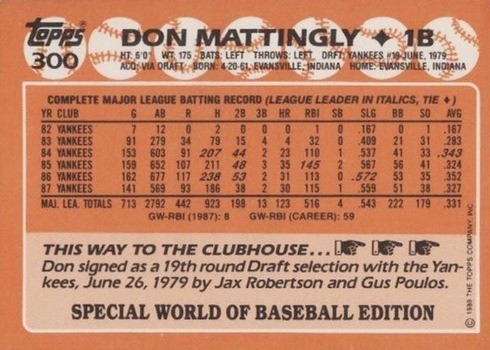 Topps
300
DON MATTINGLY ♦ 1B
HT: 6'0" WT: 175 BATS: LEFT THROWS: LEFT DRFT: YANKEES #19-JUNE, 1979
ACQ: VIA DRAFT BORN: 4-20-61, EVANSVILLE, INDIANA HOME: EVANSVILLE, INDIANA
COMPLETE MAJOR LEAGUE BATTING RECORD (LEAGUE LEADER IN ITALICS, TIE ♦)
YR CLUB G AB R H 2B 3B HR RBI SB SLG BB SO AVG
82 YANKEES 7 12 0 2 0 0 0 1 0 .167 0 1 .167
83 YANKEES 91 279 34 79 15 4 4 32 0 .409 21 31 .283
84 YANKEES 153 603 91 207 44 2 23 110 1 .537 41 33 .343
85 YANKEES 159 652 107 211 48 3 35 145 2 .567 56 41 .324
86 YANKEES 162 677 117 238 53 2 31 113 0 .573 53 35 .352
87 YANKEES 141 569 93 186 38 2 30 115 1 .559 51 38 .327
MAJ. LEA. TOTALS 713 2792 442 923 198 13 123 516 4 .543 222 179 .331
GW-RBI (1987): 8 GW-RBI (CAREER): 59
THIS WAY TO THE CLUBHOUSE...
Don signed as a 19th round Draft selection with the Yan-
kees, June 26, 1979 by Jax Robertson and Gus Poulos.
SPECIAL WORLD OF BASEBALL EDITION
© 1988 THE TOPPS COMPANY, INC.